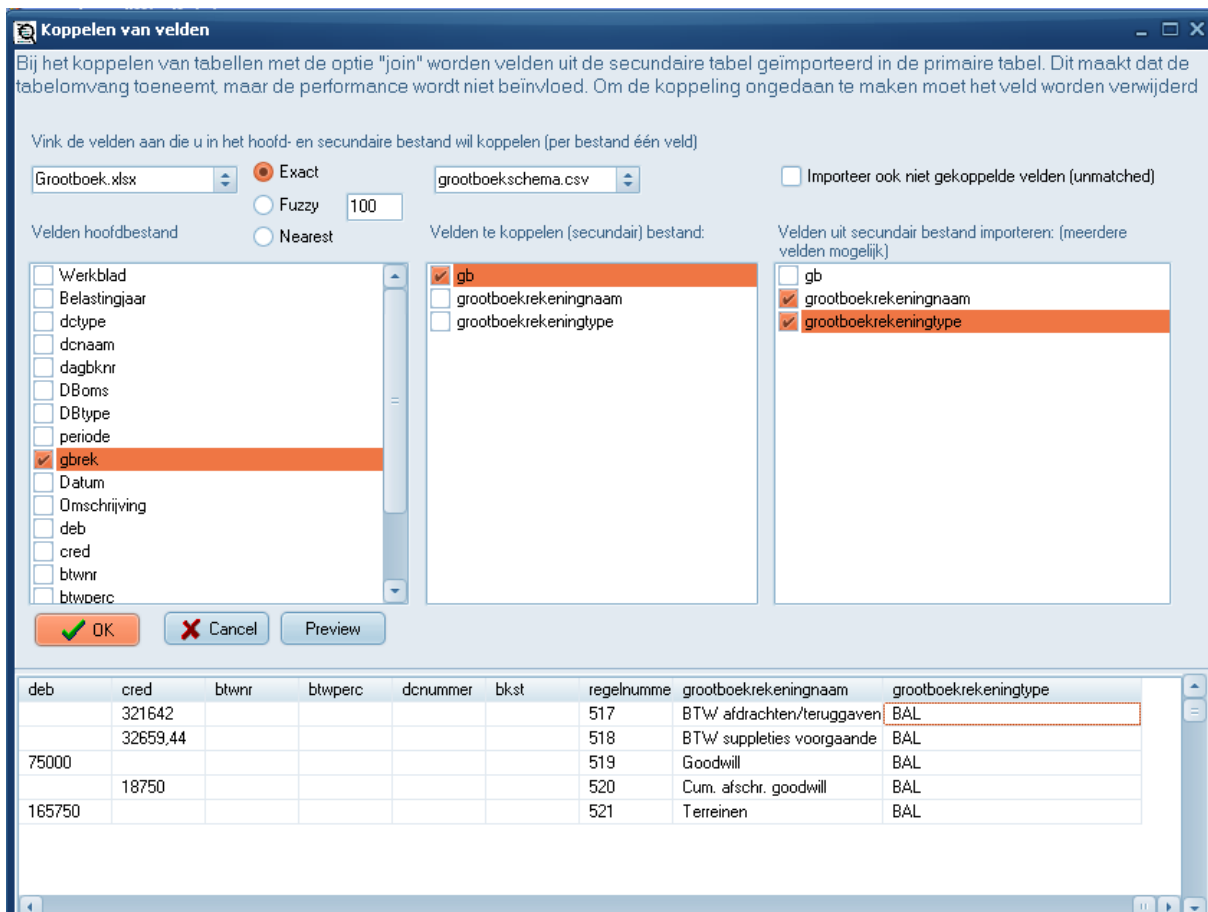 Koppelen van velden
Bij het koppelen van tabellen met de optie "join" worden velden uit de secundaire tabel geïmporteerd in de primaire tabel. Dit maakt dat de
tabelomvang toeneemt, maar de performance wordt niet beïnvloed. Om de koppeling ongedaan te maken moet het veld worden verwijderd
Vink de velden aan die u in het hoofd- en secundaire bestand wil koppelen (per bestand één veld)
Grootboek.xlsx
Exact
Fuzzy 100
Nearest
grootboekschema.csv
Importeer ook niet gekoppelde velden (unmatched)
Velden hoofdbestand
Werkblad
Belastingjaar
dctype
dcnaam
dagbknr
DBoms
DBtype
periode
gbrek
Datum
Omschrijving
deb
cred
btwnr
btwperc
Velden te koppelen (secundair) bestand:
gb
grootboekrekeningnaam
grootboekrekeningtype
Velden uit secundair bestand importeren: (meerdere
velden mogelijk)
gb
grootboekrekeningnaam
grootboekrekeningtype
OK Cancel Preview
deb cred btwnr btwperc dcnummer bkst regelnumme grootboekrekeningnaam grootboekrekeningtype
321642 517 BTW afdrachten/teruggaven BAL
32659,44 518 BTW suppleties voorgaande BAL
75000 519 Goodwill BAL
18750 520 Cum. afschr. goodwill BAL
165750 521 Terreinen BAL